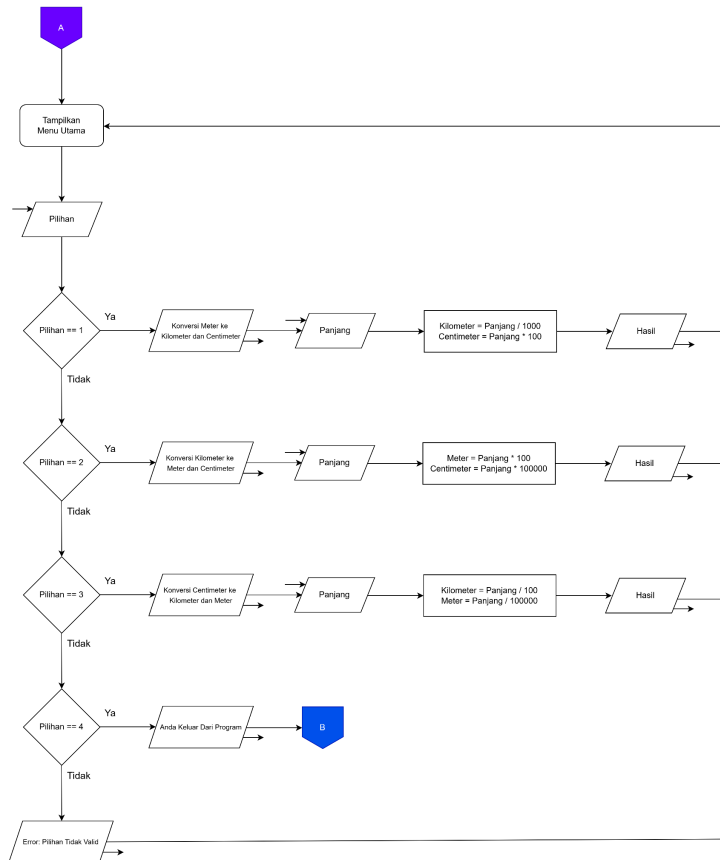 A
Tampilkan
Menu Utama
Pilihan
Pilihan == 1
Ya
Konversi Meter ke
Kilometer dan Centimeter
Panjang
Kilometer = Panjang / 1000
Centimeter = Panjang * 100
Hasil
Tidak
Pilihan == 2
Ya
Konversi Kilometer ke
Meter dan Centimeter
Panjang
Meter = Panjang * 100
Centimeter = Panjang * 100000
Hasil
Tidak
Pilihan == 3
Ya
Konversi Centimeter ke
Kilometer dan Meter
Panjang
Kilometer = Panjang / 100
Meter = Panjang / 100000
Hasil
Tidak
Pilihan == 4
Ya
Anda Keluar Dari Program
B
Tidak
Error: Pilihan Tidak Valid